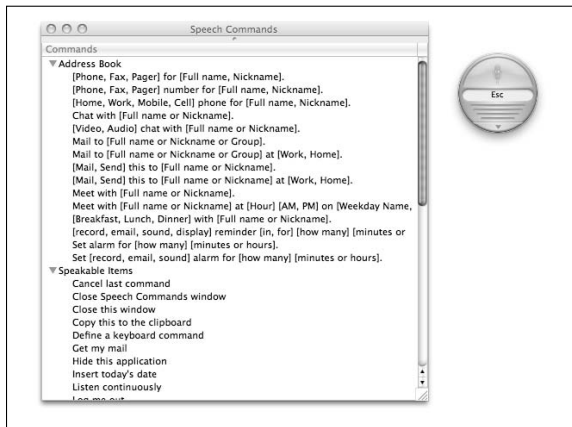 Speech Commands
Commands
Address Book
[Phone, Fax, Pager] for [Full name, Nickname].
[Phone, Fax, Pager] number for [Full name, Nickname].
[Home, Work, Mobile, Cell] phone for [Full name, Nickname].
Chat with [Full name or Nickname].
[Video, Audio] chat with [Full name or Nickname].
Mail to [Full name or Nickname or Group].
Mail to [Full name or Nickname or Group] at [Work, Home].
[Mail, Send] this to [Full name or Nickname].
[Mail, Send] this to [Full name or Nickname] at [Work, Home].
Meet with [Full name or Nickname].
Meet with [Full name or Nickname] at [Hour] [AM, PM] on [Weekday Name,
[Breakfast, Lunch, Dinner] with [Full name or Nickname].
[record, email, sound, display] reminder [in, for] [how many] [minutes or
Set alarm for [how many] [minutes or hours].
Set [record, email, sound] alarm for [how many] [minutes or hours].
Speakable Items
Cancel last command
Close Speech Commands window
Close this window
Copy this to the clipboard
Define a keyboard command
Get my mail
Hide this application
Insert today's date
Listen continuously
Log me out
Esc